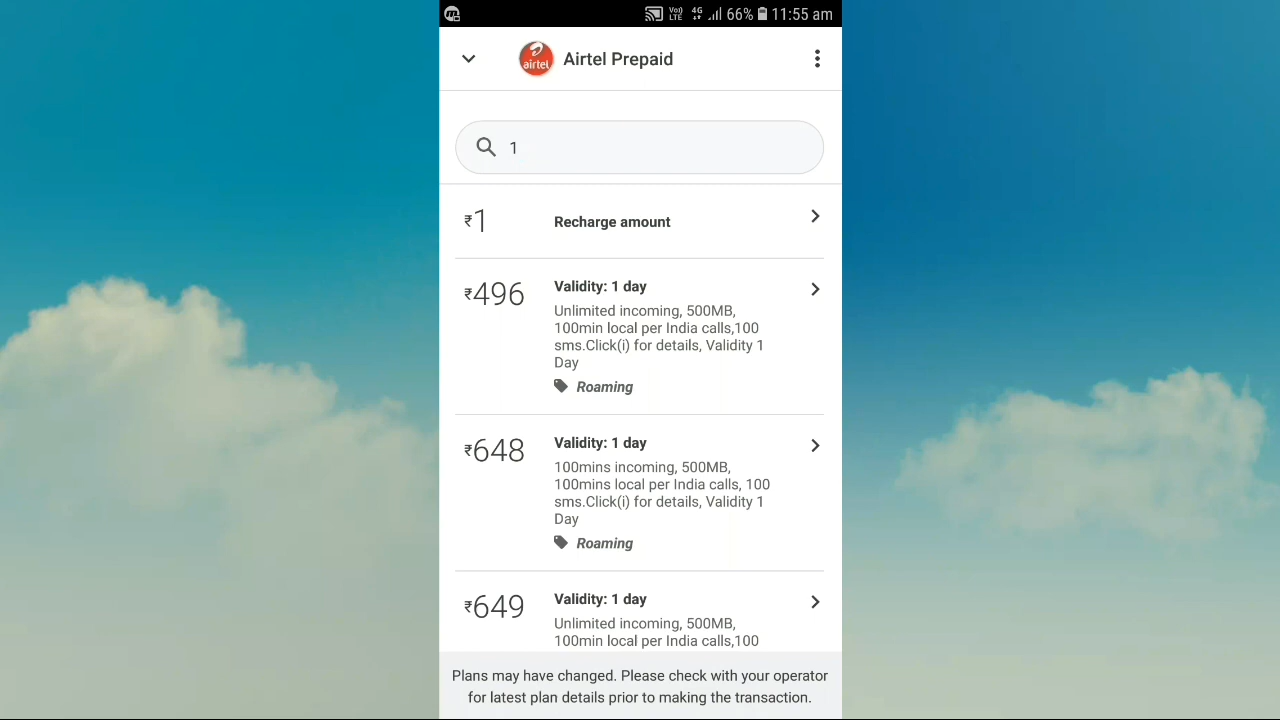 Vo))
LTE
4G
66%
11:55 am
airtel
Airtel Prepaid
1
₹1
Recharge amount
₹496
Validity: 1 day
Unlimited incoming, 500MB,
100min local per India calls,100
sms.Click(i) for details, Validity 1
Day
Roaming
₹648
Validity: 1 day
100mins incoming, 500MB,
100mins local per India calls, 100
sms.Click(i) for details, Validity 1
Day
Roaming
₹649
Validity: 1 day
Unlimited incoming, 500MB,
100min local per India calls,100
Plans may have changed. Please check with your operator
for latest plan details prior to making the transaction.